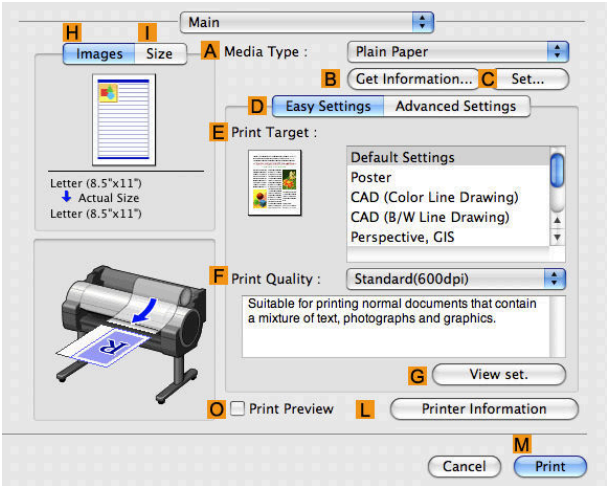 Main
H I
Images Size
A Media Type : Plain Paper
B Get Information... C Set...
D Easy Settings Advanced Settings
E Print Target :
Default Settings
Poster
CAD (Color Line Drawing)
CAD (B/W Line Drawing)
Perspective, GIS
Letter (8.5"x11")
Actual Size
Letter (8.5"x11")
F Print Quality : Standard(600dpi)
Suitable for printing normal documents that contain
a mixture of text, photographs and graphics.
R
G View set.
O Print Preview L Printer Information
M
Cancel Print